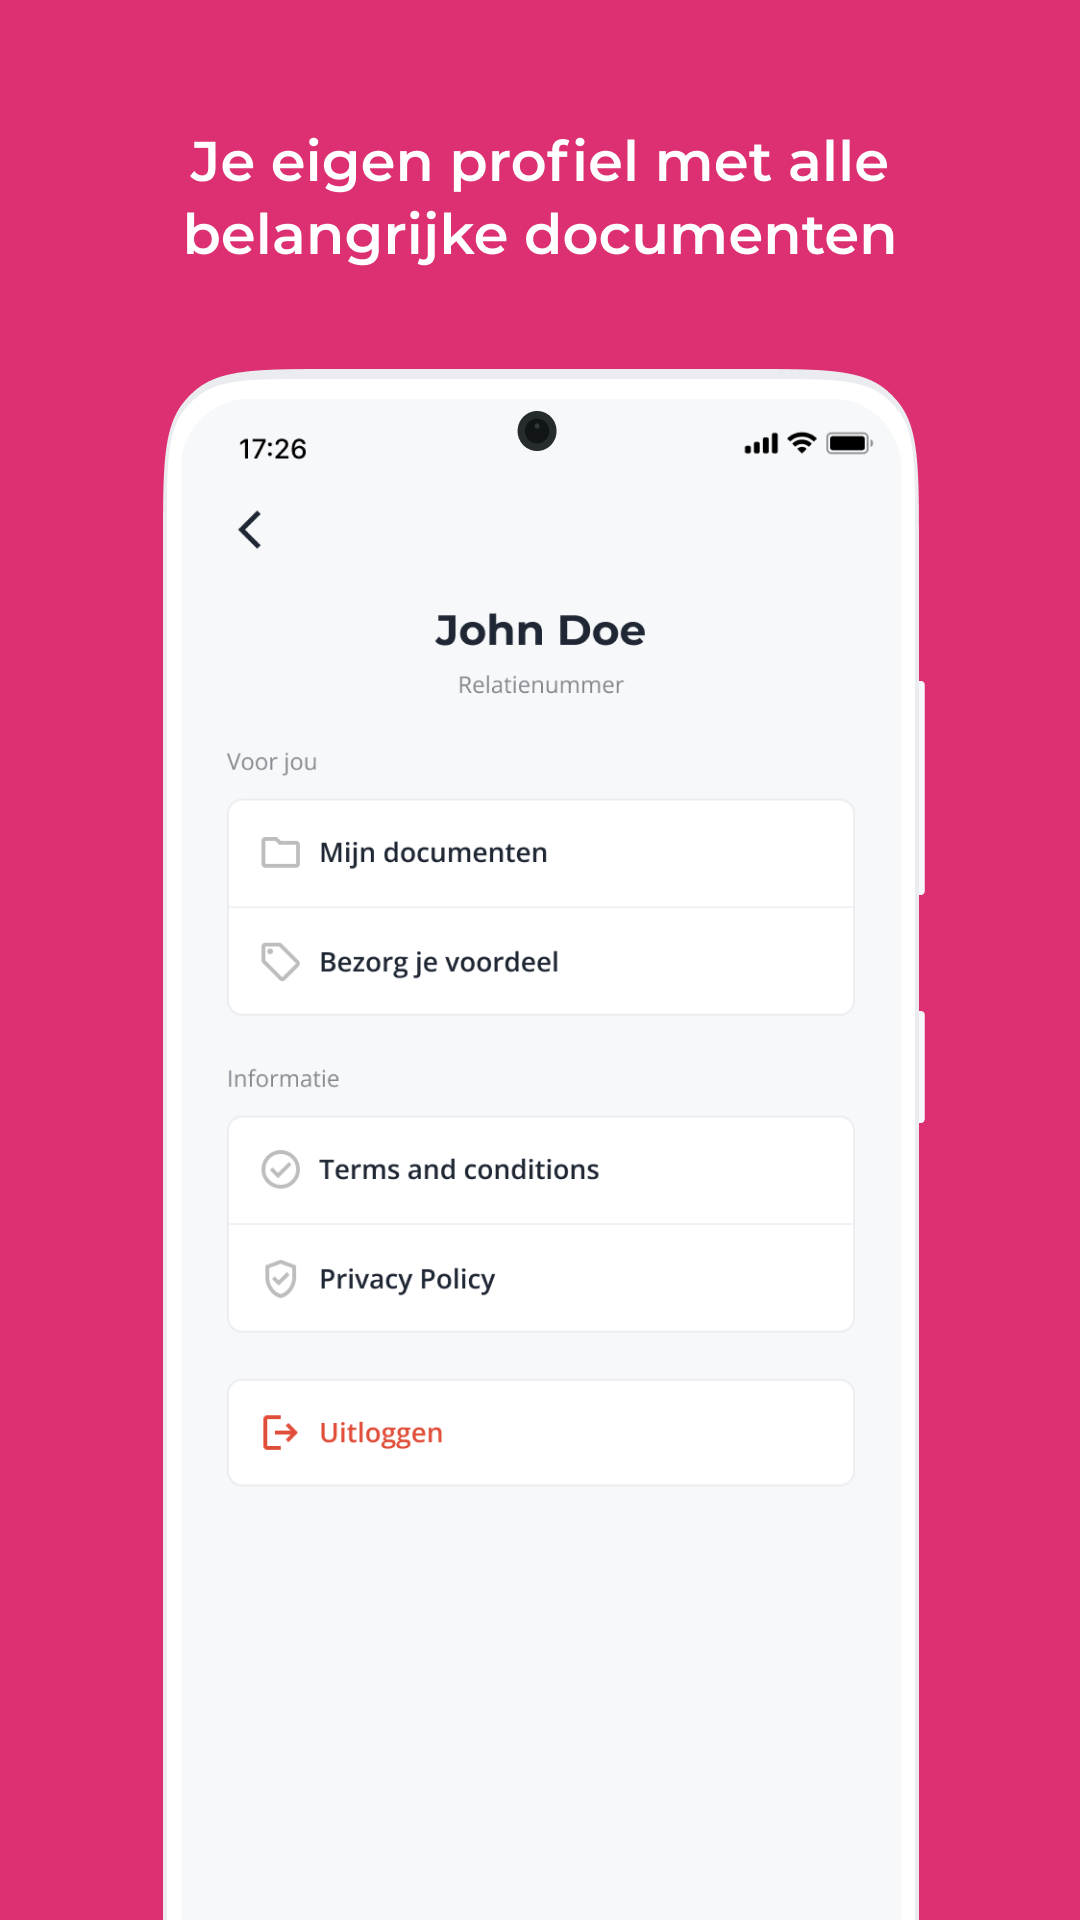 Je eigen profiel met alle
belangrijke documenten
17:26
John Doe
Relatienummer
Voor jou
Mijn documenten
Bezorg je voordeel
Informatie
Terms and conditions
Privacy Policy
Uitloggen